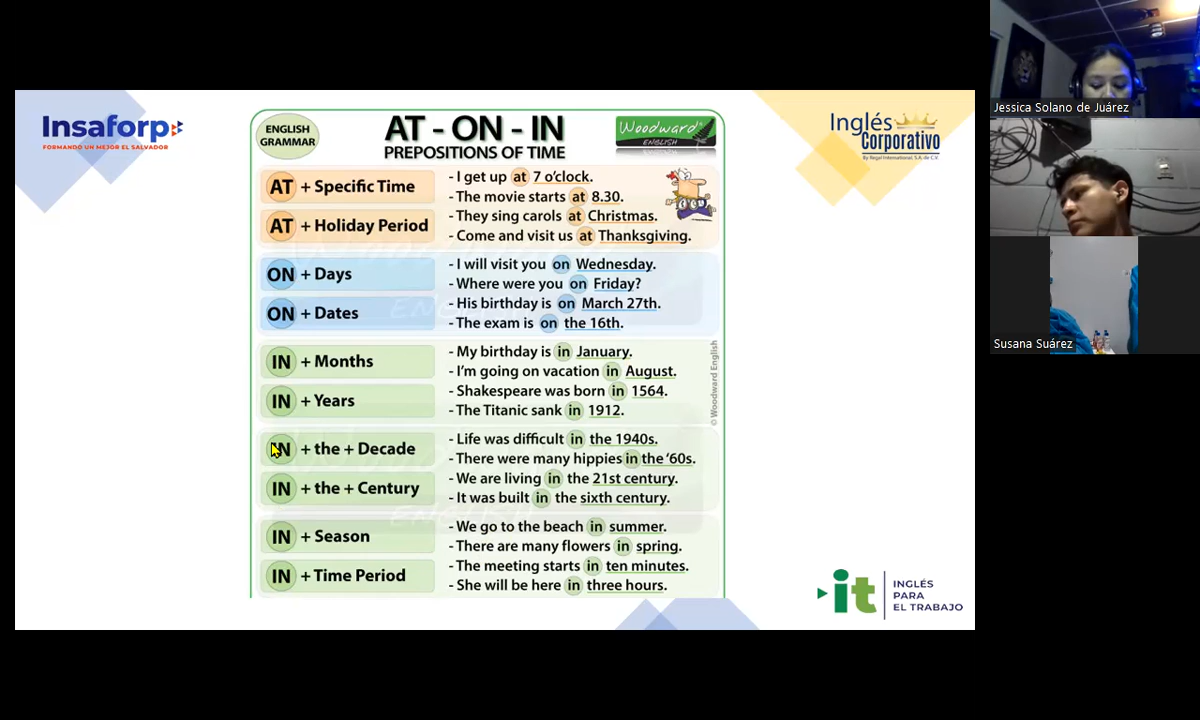 Insaforp
FORMANDO UN MEJOR EL SALVADOR
ENGLISH
GRAMMAR
AT - ON - IN
PREPOSITIONS OF TIME
Woodward
ENGLISH
Inglés
Corporativo
By Regal International, S.A. de C.V.
AT + Specific Time
- I get up at 7 o'clock.
- The movie starts at 8.30.
AT + Holiday Period
- They sing carols at Christmas.
- Come and visit us at Thanksgiving.
ON + Days
- I will visit you on Wednesday.
- Where were you on Friday?
ON + Dates
- His birthday is on March 27th.
- The exam is on the 16th.
IN + Months
- My birthday is in January.
- I'm going on vacation in August.
IN + Years
- Shakespeare was born in 1564.
- The Titanic sank in 1912.
IN + the + Decade
- Life was difficult in the 1940s.
- There were many hippies in the '60s.
IN + the + Century
- We are living in the 21st century.
- It was built in the sixth century.
IN + Season
- We go to the beach in summer.
- There are many flowers in spring.
IN + Time Period
- The meeting starts in ten minutes.
- She will be here in three hours.
© Woodward English
it
INGLÉS
PARA
EL TRABAJO
Jessica Solano de Juárez
Susana Suárez